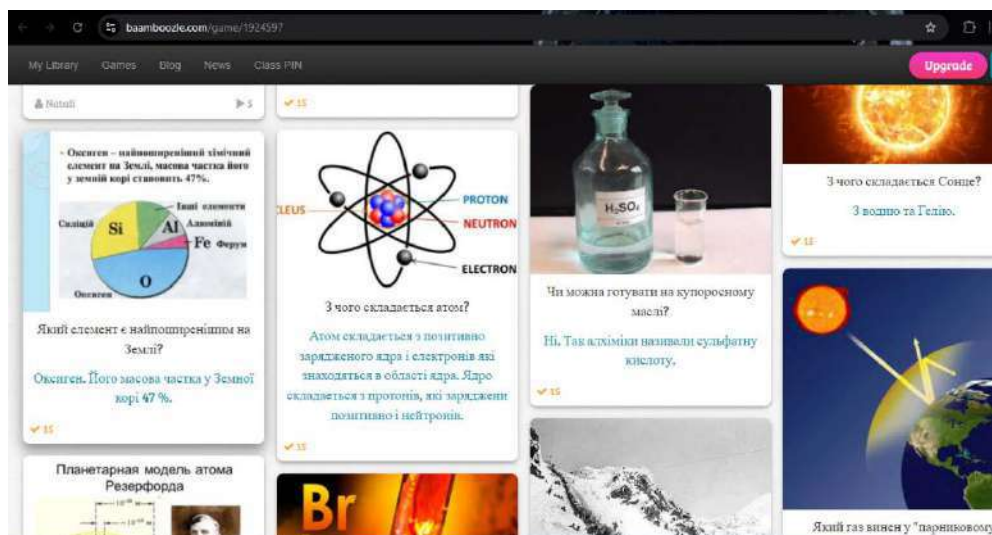 baamboozle.com/game/1924597
My Library Games Blog News Class PIN
Upgrade
Natali
5
15
- Оксиген – найпоширеніший хімічний
елемент на Землі, масова частка його
у земній корі становить 47%.
Інші елементи
Силіцій
Si
Al
Алюміній
Fe Ферум
O
Оксиген
Який елемент є найпоширенішим на
Землі?
Оксиген. Його масова частка у Земної
корі 47 %.
15
Планетарная модель атома
Резерфорда
CLEUS
PROTON
NEUTRON
ELECTRON
З чого складається атом?
Атом складається з позитивно
зарядженого ядра і електронів які
знаходяться в області ядра. Ядро
складається з протонів, які заряджени
позитивно і нейтронів.
15
Br
H₂SO₄
Чи можна готувати на купоросному
маслі?
Ні. Так алхіміки називали сульфатну
кислоту.
15
З чого складається Сонце?
З водню та Гелію.
15
Який газ винен у "парниковому